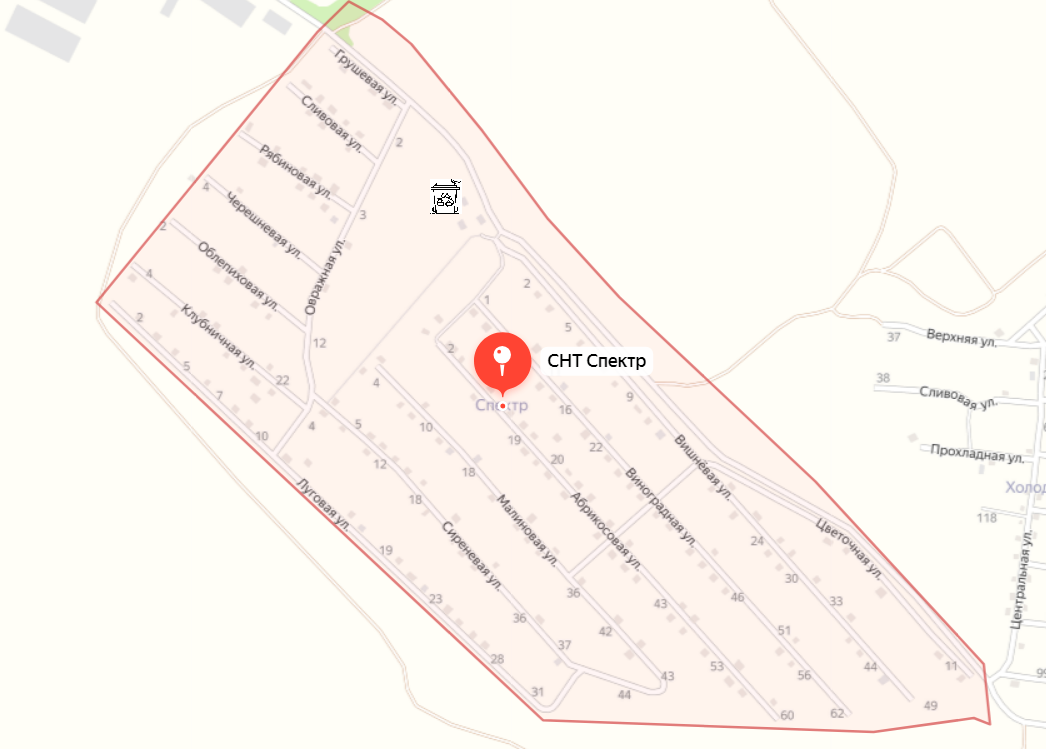 Грушевая ул.
Сливовая ул.
2
Рябиновая ул.
4
Черешневая ул.
3
2
Облепиховая ул.
Овражная ул.
4
2
Клубничная ул.
12
1
2
5
5
22
7
2
4
СНТ Спектр
9
37
Верхняя ул.
38
Сливовая ул.
Спектр
16
10
4
5
10
19
22
Вишнёвая ул.
Прохладная ул.
12
18
20
Виноградная ул.
Луговая ул.
18
Малиновая ул.
Абрикосовая ул.
Холод
118
Цветочная ул.
Сиреневая ул.
24
19
30
Центральная ул.
23
36
43
46
33
36
42
51
37
28
53
56
44
11
31
44
43
60
62
49
99